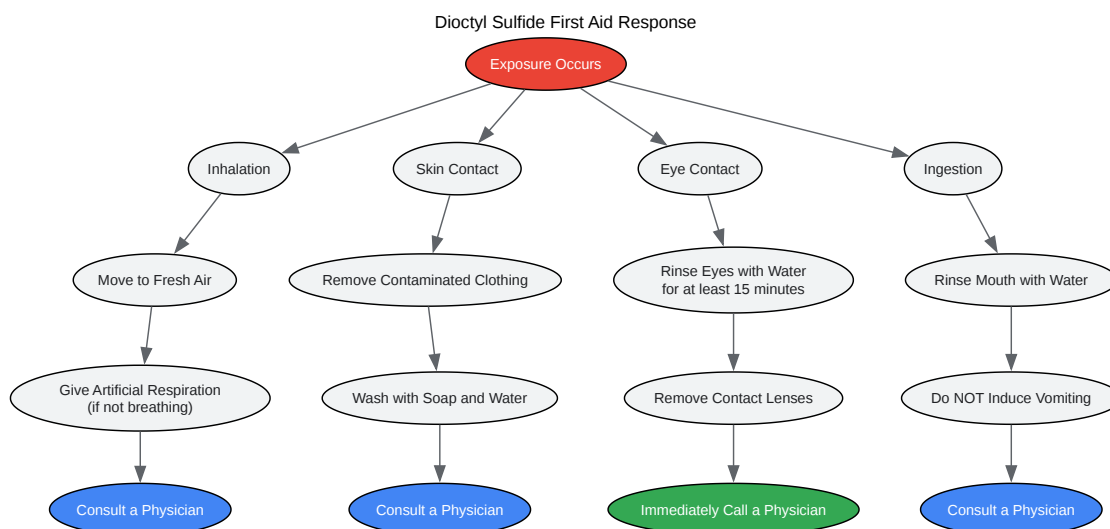 Dioctyl Sulfide First Aid Response
Exposure Occurs
Inhalation
Skin Contact
Eye Contact
Ingestion
Move to Fresh Air
Remove Contaminated Clothing
Rinse Eyes with Water
for at least 15 minutes
Rinse Mouth with Water
Give Artificial Respiration
(if not breathing)
Wash with Soap and Water
Remove Contact Lenses
Do NOT Induce Vomiting
Consult a Physician
Consult a Physician
Immediately Call a Physician
Consult a Physician